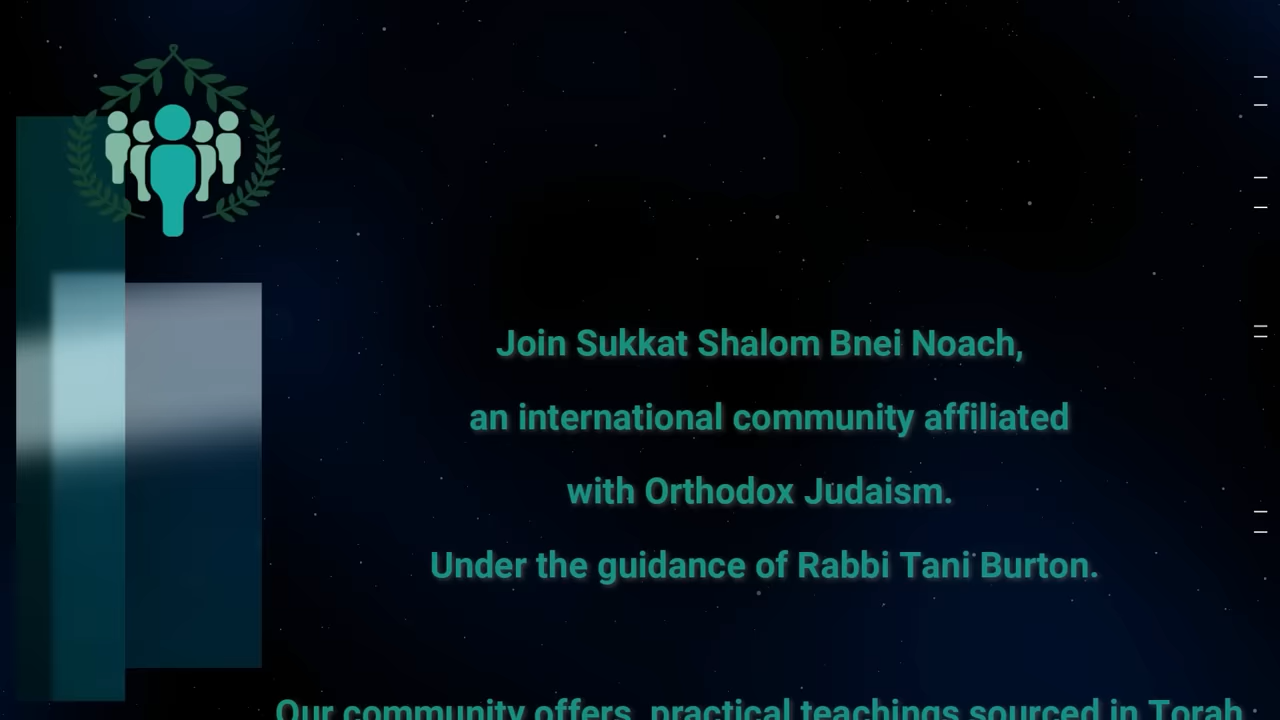 Join Sukkat Shalom Bnei Noach,
an international community affiliated
with Orthodox Judaism.
Under the guidance of Rabbi Tani Burton.
Our community offers, practical teachings sourced in Torah